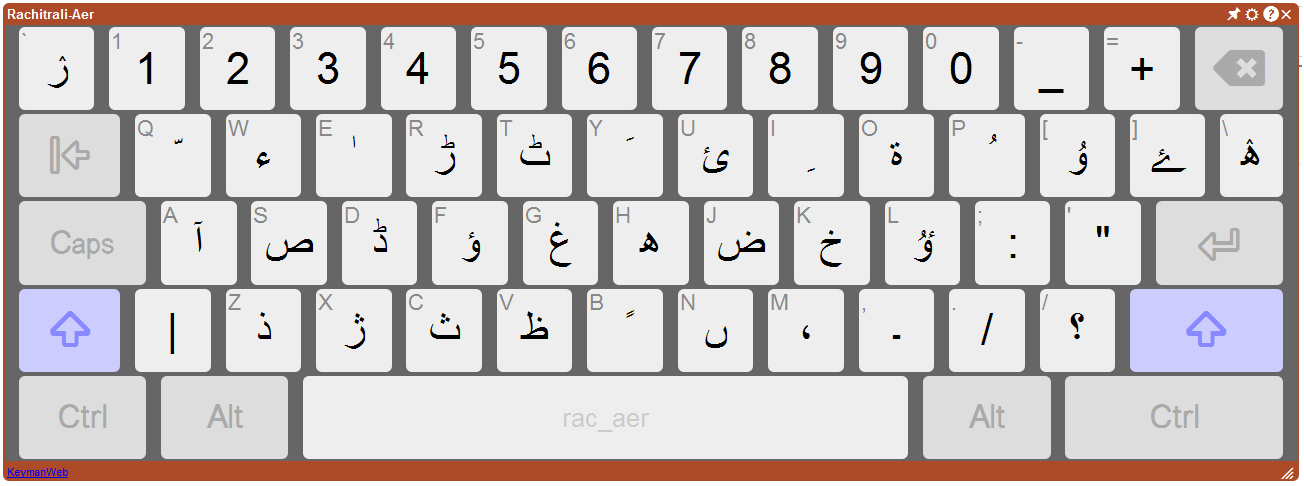 Rachitrali-Aer
` 1 1 2 2 3 3 4 4 5 5 6 6 7 7 8 8 9 9 0 0 - _ = +
Q ّ W ء E ٰ R ڑ T ٹ Y َ U ئ I ِ O ة P ُ [ وُ ] ۓ \
Caps A آ S ص D ڈ F ؤ G غ H ھ J ض K خ L ؤُ ; : ' "
| Z ذ X ژ C ث V ظ B ً N ں M ، , ۔ . / / ؟
Ctrl Alt rac_aer Alt Ctrl
KeymanWeb